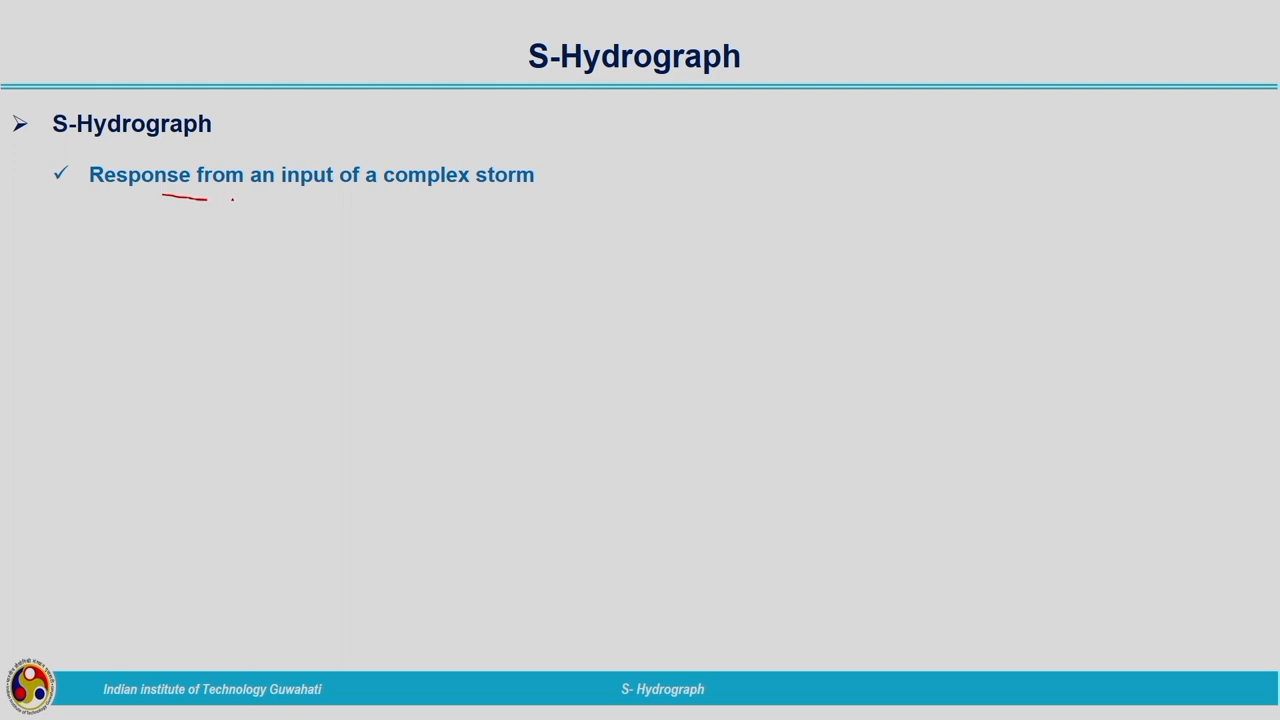 S-Hydrograph
S-Hydrograph
Response from an input of a complex storm
Indian institute of Technology Guwahati
S- Hydrograph